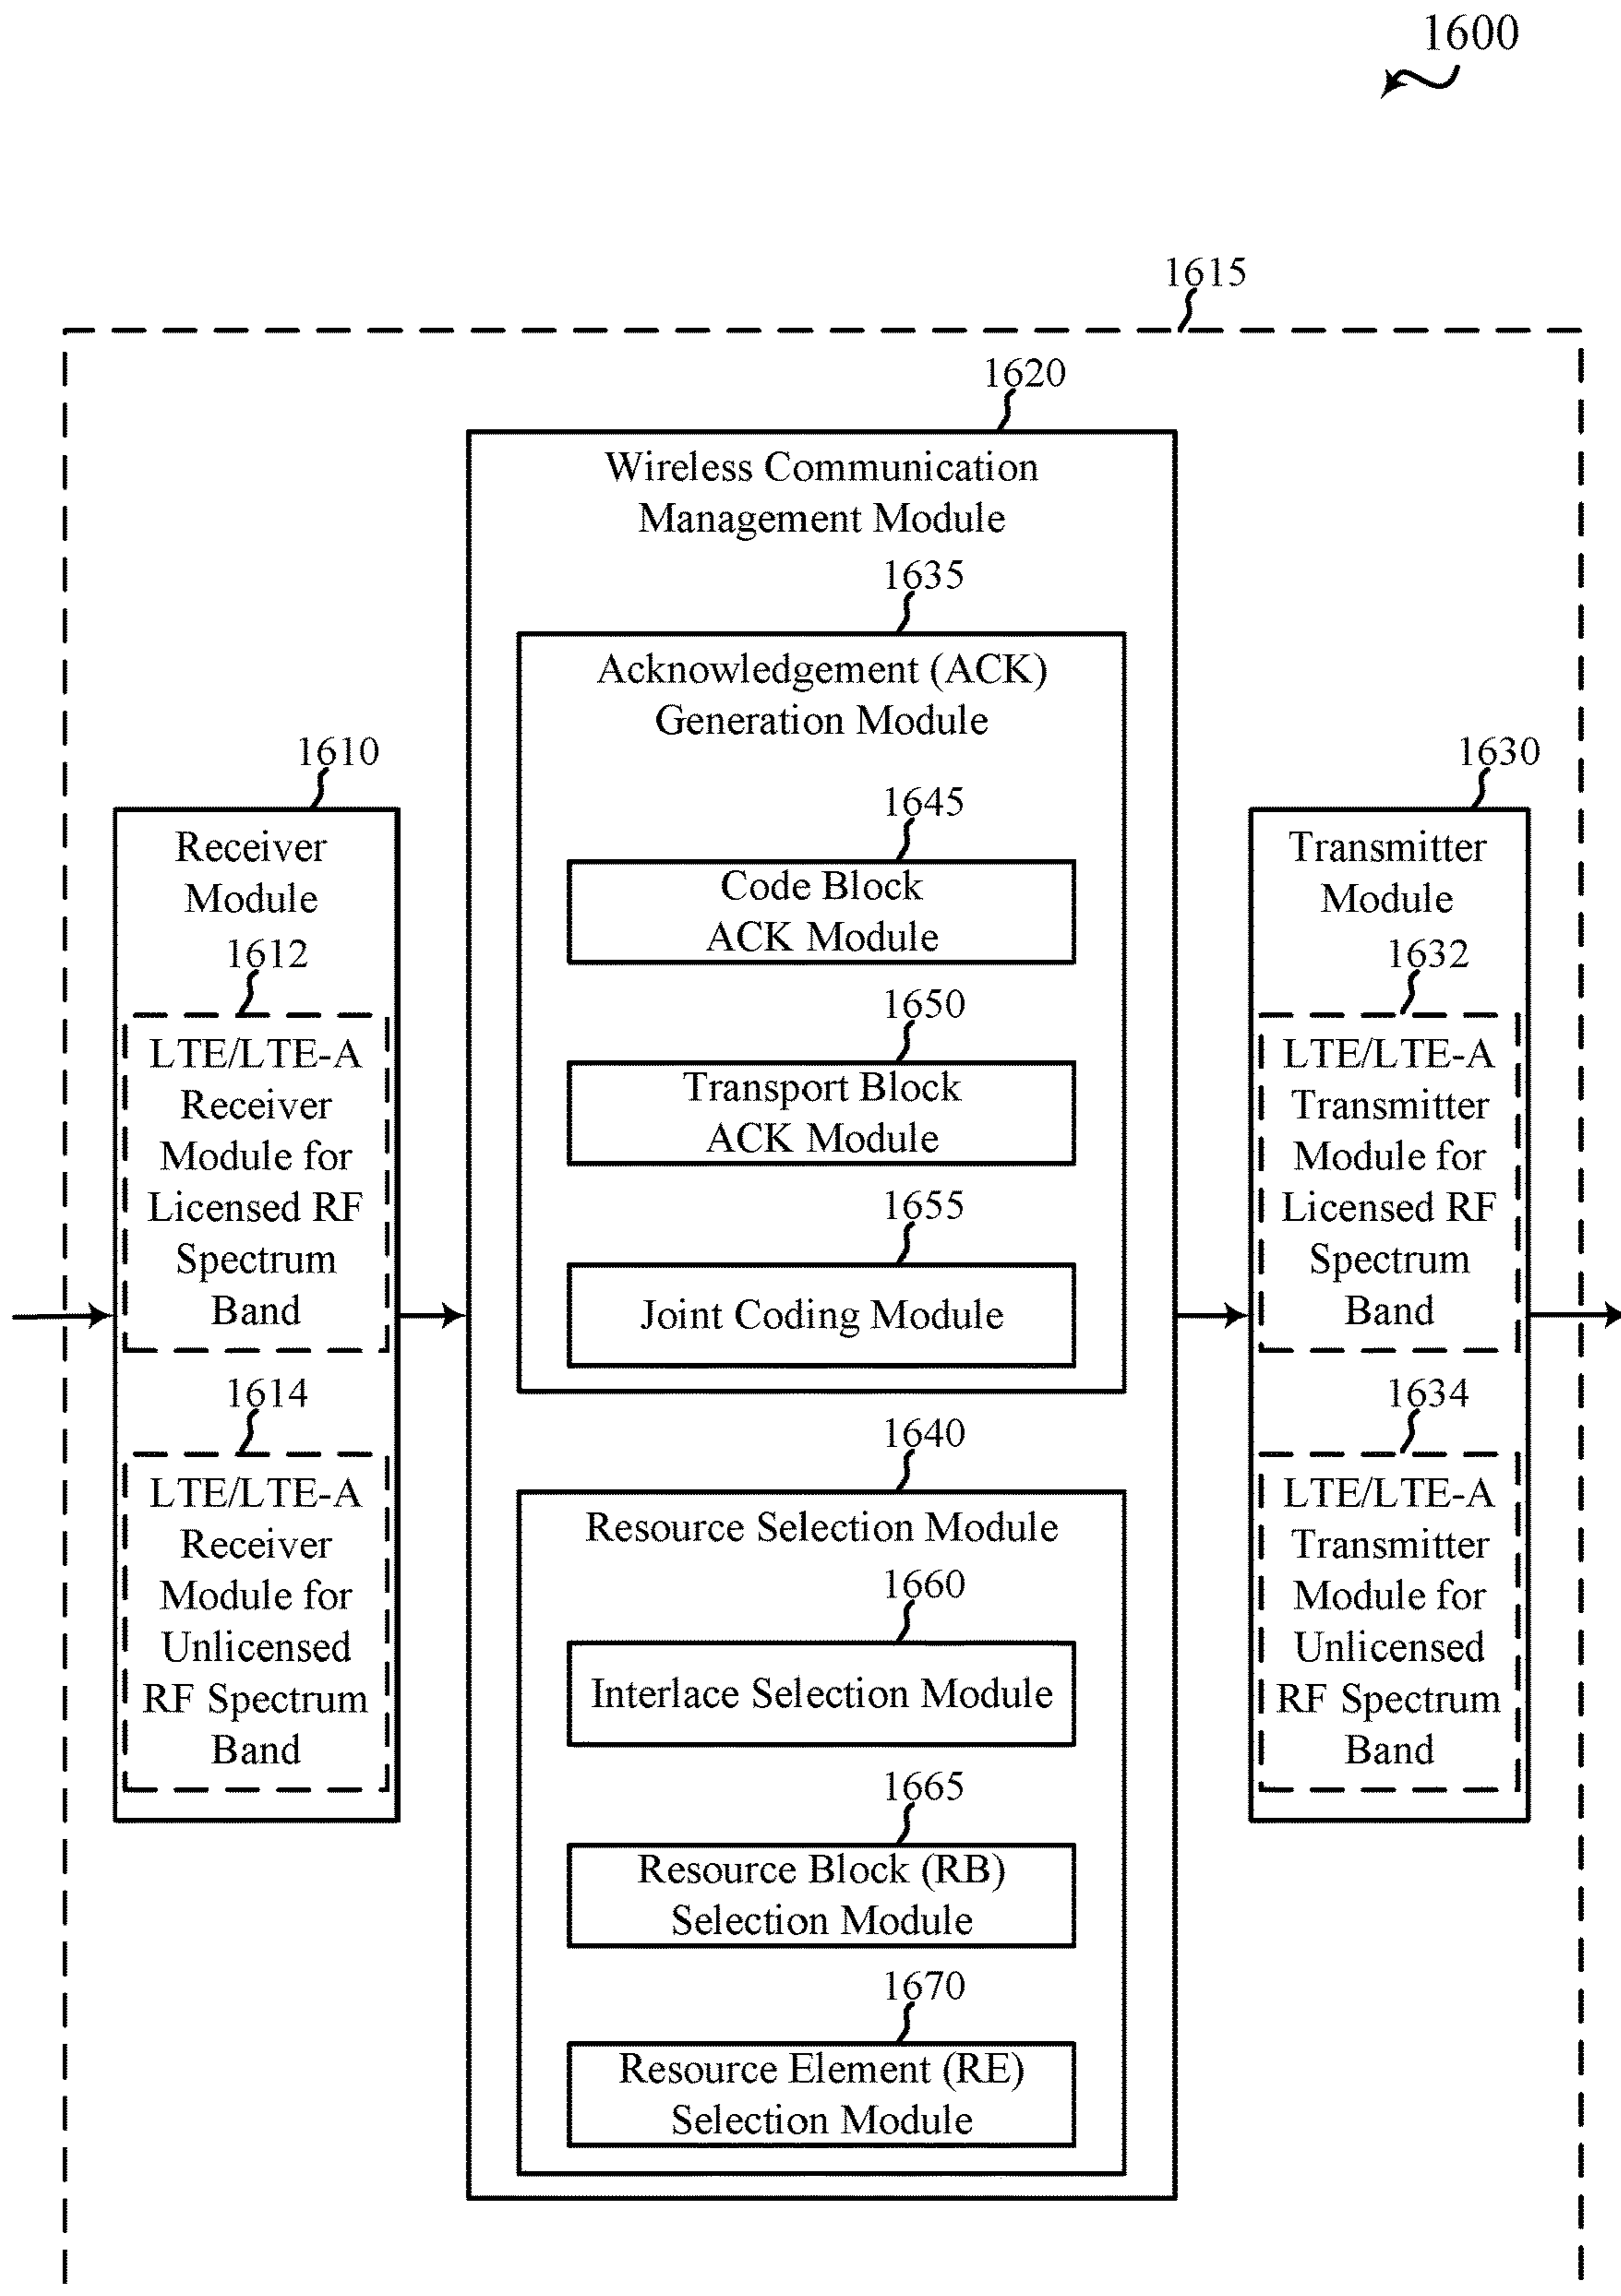 1600
1615
1620
Wireless Communication
Management Module
1635
Acknowledgement (ACK)
Generation Module
1645
Code Block
ACK Module
1650
Transport Block
ACK Module
1655
Joint Coding Module
1640
Resource Selection Module
1660
Interlace Selection Module
1665
Resource Block (RB)
Selection Module
1670
Resource Element (RE)
Selection Module
1610
Receiver
Module
1612
LTE/LTE-A
Receiver
Module for
Licensed RF
Spectrum
Band
1614
LTE/LTE-A
Receiver
Module for
Unlicensed
RF Spectrum
Band
1630
Transmitter
Module
1632
LTE/LTE-A
Transmitter
Module for
Licensed RF
Spectrum
Band
1634
LTE/LTE-A
Transmitter
Module for
Unlicensed
RF Spectrum
Band